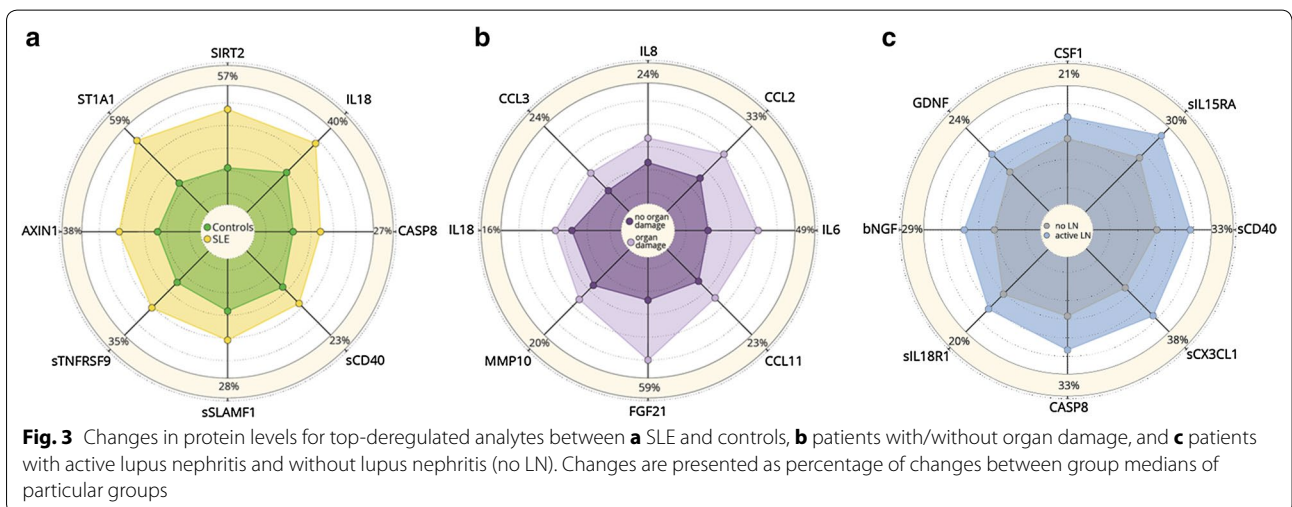 a
SIRT2
57%
ST1A1
59%
IL18
40%
AXIN1
38%
Controls
SLE
27%
CASP8
35%
sTNFRSF9
23%
sCD40
28%
sSLAMF1
b
IL8
24%
CCL3
24%
CCL2
33%
IL18
16%
no organ
damage
organ
damage
49%
IL6
20%
MMP10
23%
CCL11
59%
FGF21
c
CSF1
21%
GDNF
24%
sIL15RA
30%
bNGF
29%
no LN
active LN
33%
sCD40
20%
sIL18R1
38%
sCX3CL1
33%
CASP8
Fig. 3 Changes in protein levels for top-deregulated analytes between a SLE and controls, b patients with/without organ damage, and c patients
with active lupus nephritis and without lupus nephritis (no LN). Changes are presented as percentage of changes between group medians of
particular groups